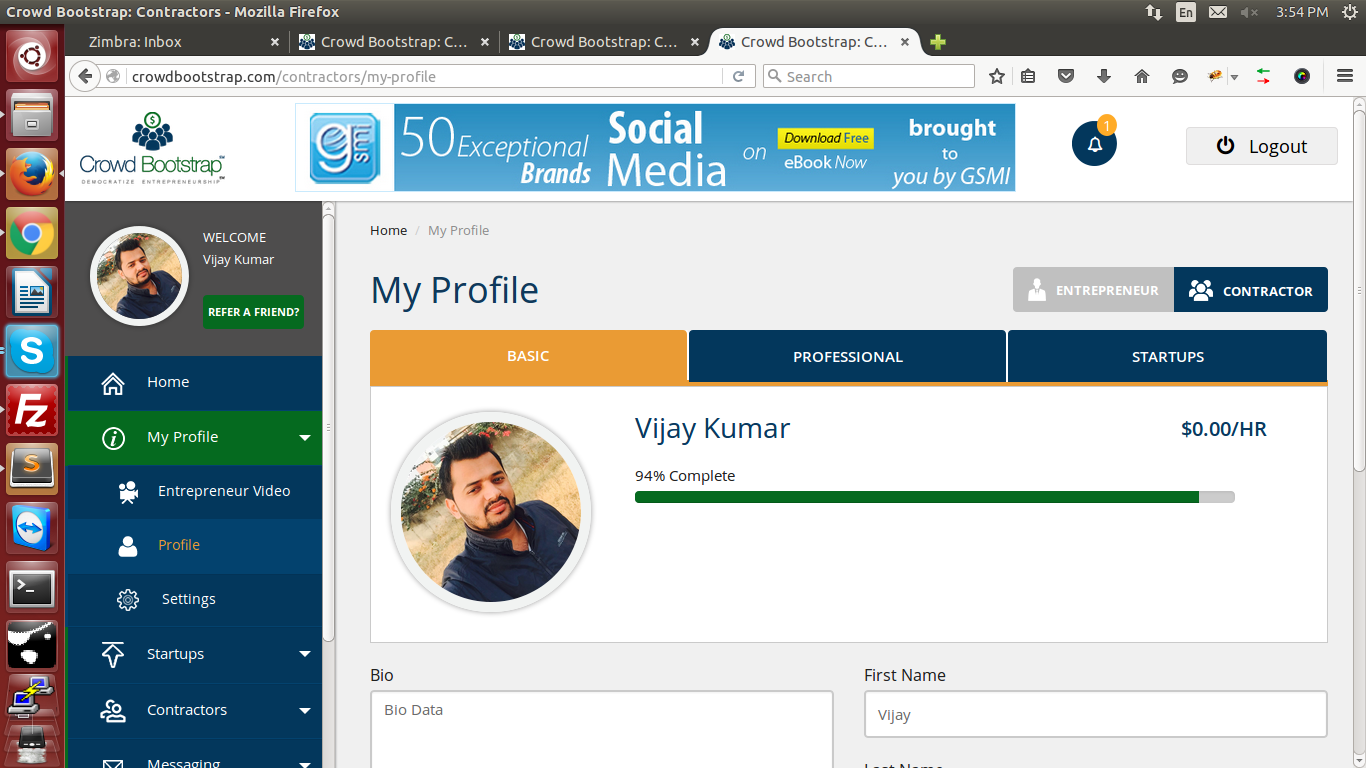 Crowd Bootstrap: Contractors - Mozilla Firefox
En
3:54 PM
Zimbra: Inbox
Crowd Bootstrap: C...
Crowd Bootstrap: C...
Crowd Bootstrap: C...
crowdbootstrap.com/contractors/my-profile
Search
$
Crowd Bootstrap™
DEMOCRATIZE ENTREPRENEURSHIP™
gsmi
50 Exceptional
Brands
on
Social
Media
Download Free
eBook Now
brought
to
you by GSMI
1
Logout
WELCOME
Vijay Kumar
REFER A FRIEND?
Home
My Profile
Entrepreneur Video
Profile
Settings
Startups
Contractors
Messaging
Home / My Profile
My Profile
ENTREPRENEUR
CONTRACTOR
BASIC
PROFESSIONAL
STARTUPS
Vijay Kumar
$0.00/HR
94% Complete
Bio
Bio Data
First Name
Vijay
Last Name